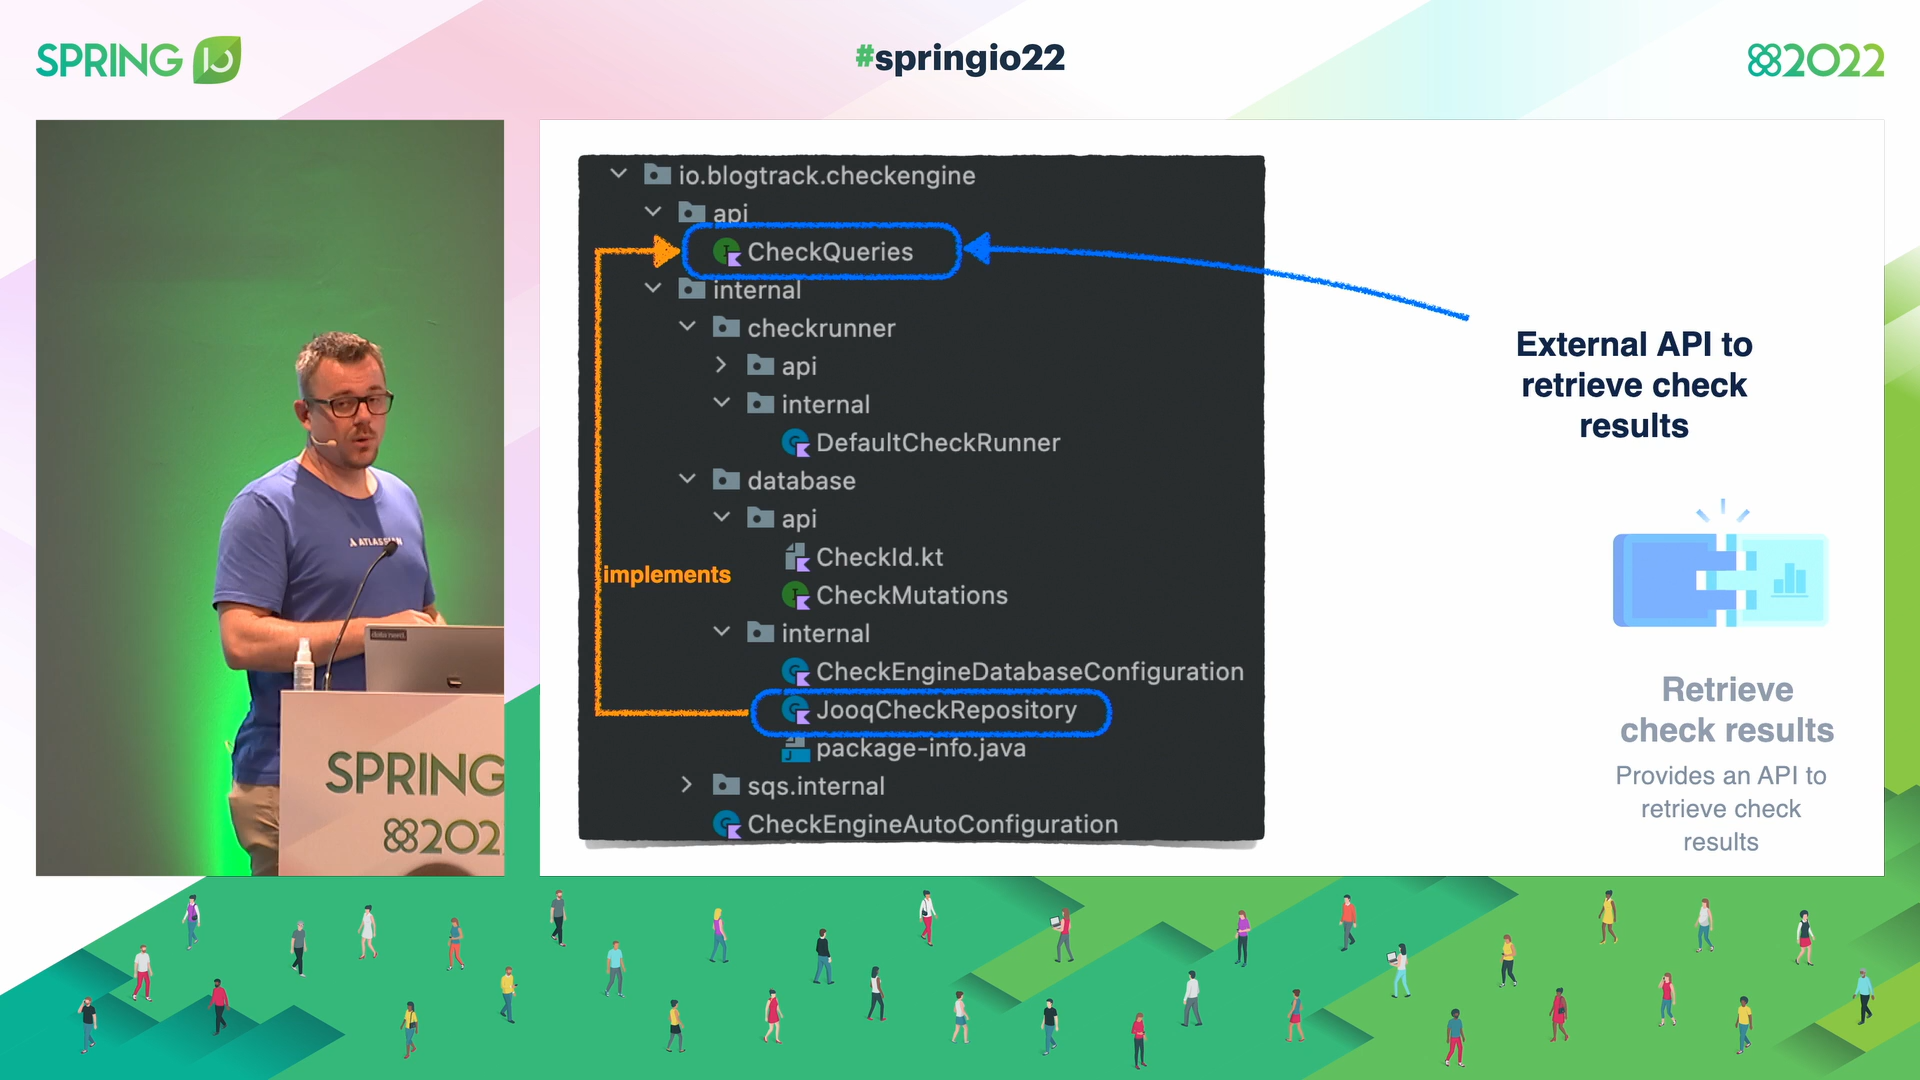 SPRING IO
#springio22
2022
io.blogtrack.checkengine
api
CheckQueries
internal
checkrunner
api
internal
DefaultCheckRunner
database
api
CheckId.kt
implements
CheckMutations
internal
CheckEngineDatabaseConfiguration
JooqCheckRepository
package-info.java
sqs.internal
CheckEngineAutoConfiguration
External API to
retrieve check
results
Retrieve
check results
Provides an API to
retrieve check
results
ATLASSIAN
SPRING
202